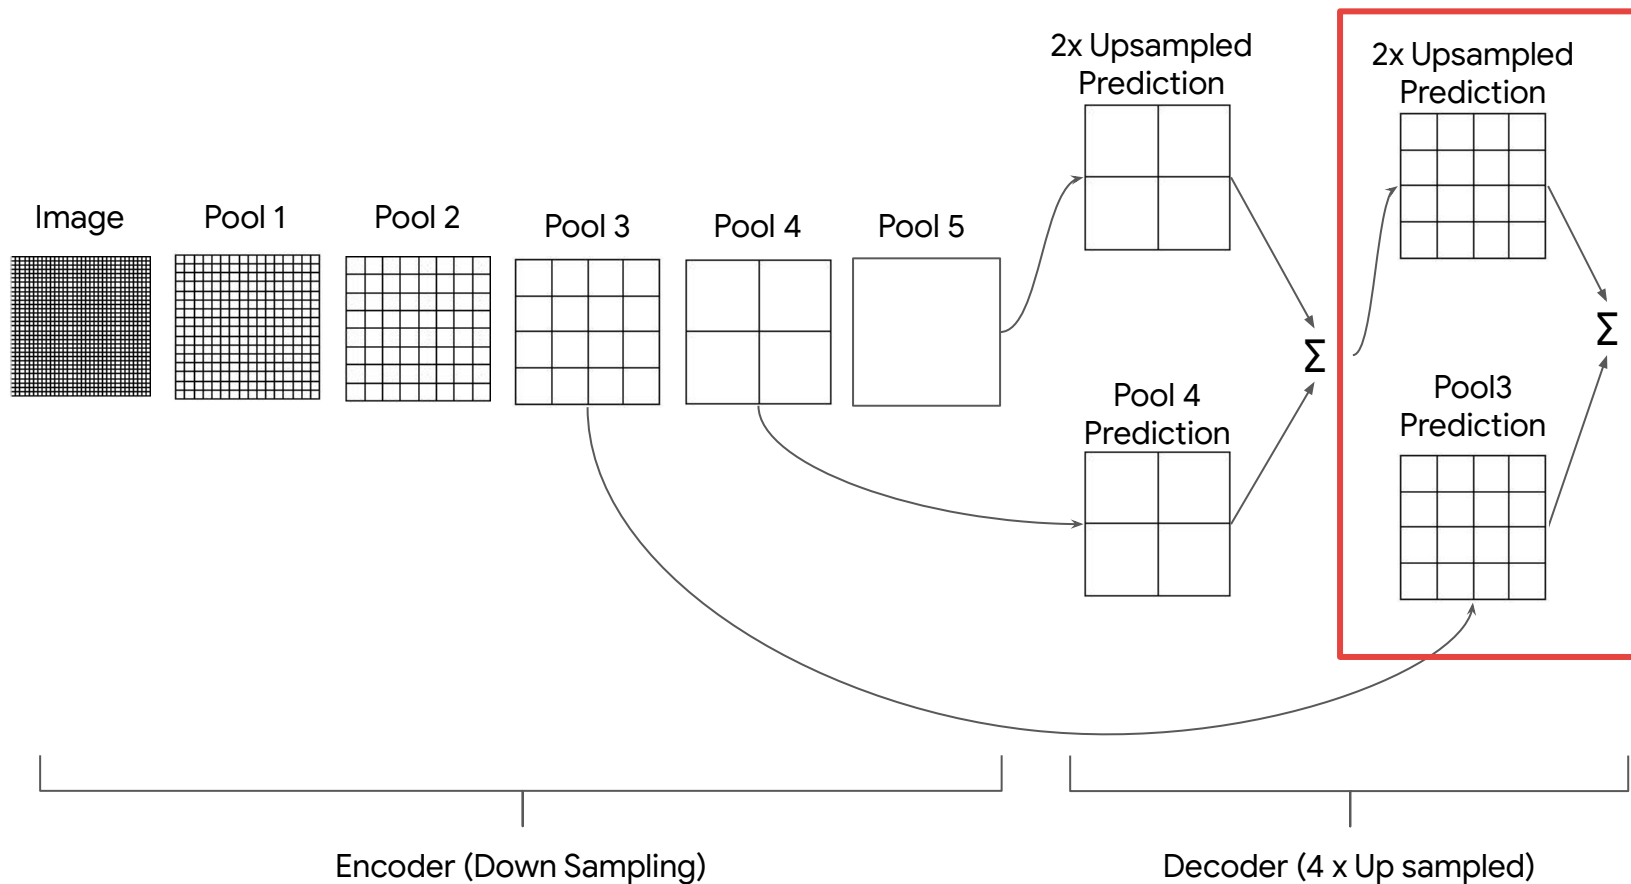 Image
Pool 1
Pool 2
Pool 3
Pool 4
Pool 5
2x Upsampled
Prediction
Pool 4
Prediction
Σ
2x Upsampled
Prediction
Pool3
Prediction
Σ
Encoder (Down Sampling)
Decoder (4 x Up sampled)